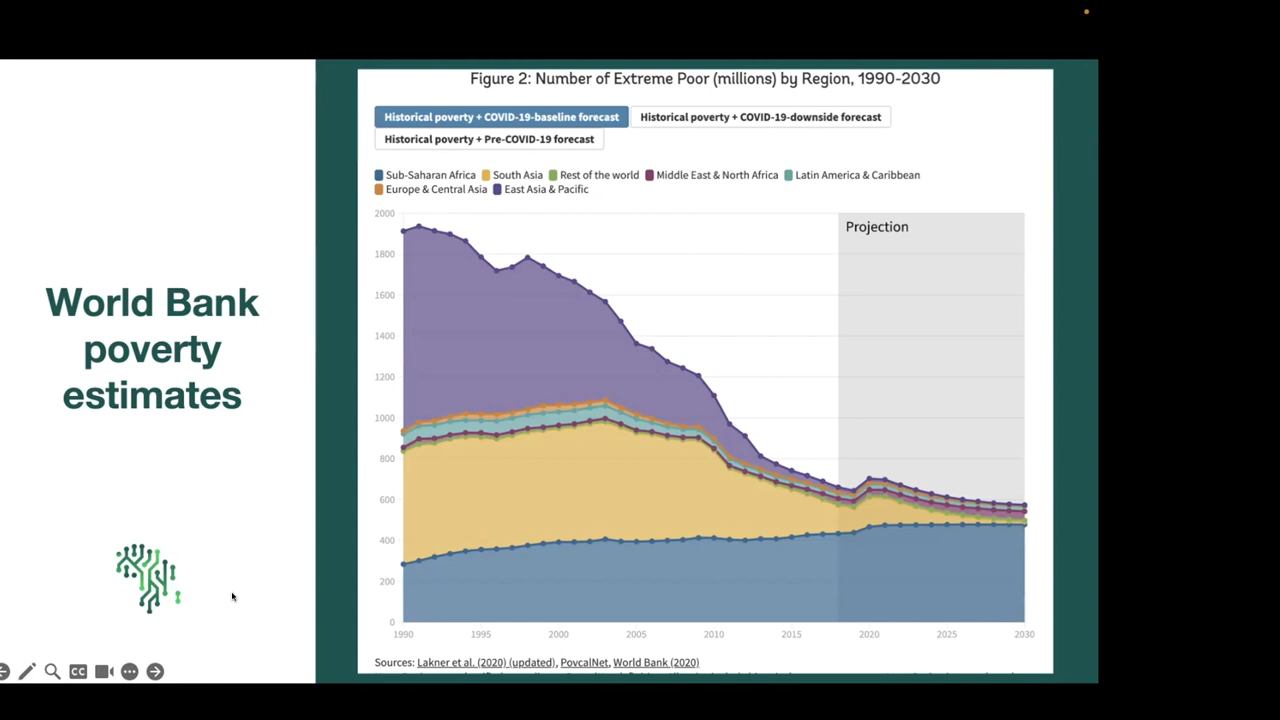 World Bank
poverty
estimates
Figure 2: Number of Extreme Poor (millions) by Region, 1990-2030
Historical poverty + COVID-19-baseline forecast
Historical poverty + COVID-19-downside forecast
Historical poverty + Pre-COVID-19 forecast
Sub-Saharan Africa South Asia Rest of the world Middle East & North Africa Latin America & Caribbean
Europe & Central Asia East Asia & Pacific
Projection
2000
1800
1600
1400
1200
1000
800
600
400
200
0
1990 1995 2000 2005 2010 2015 2020 2025 2030
Sources: Lakner et al. (2020) (updated), PovcalNet, World Bank (2020)
CC